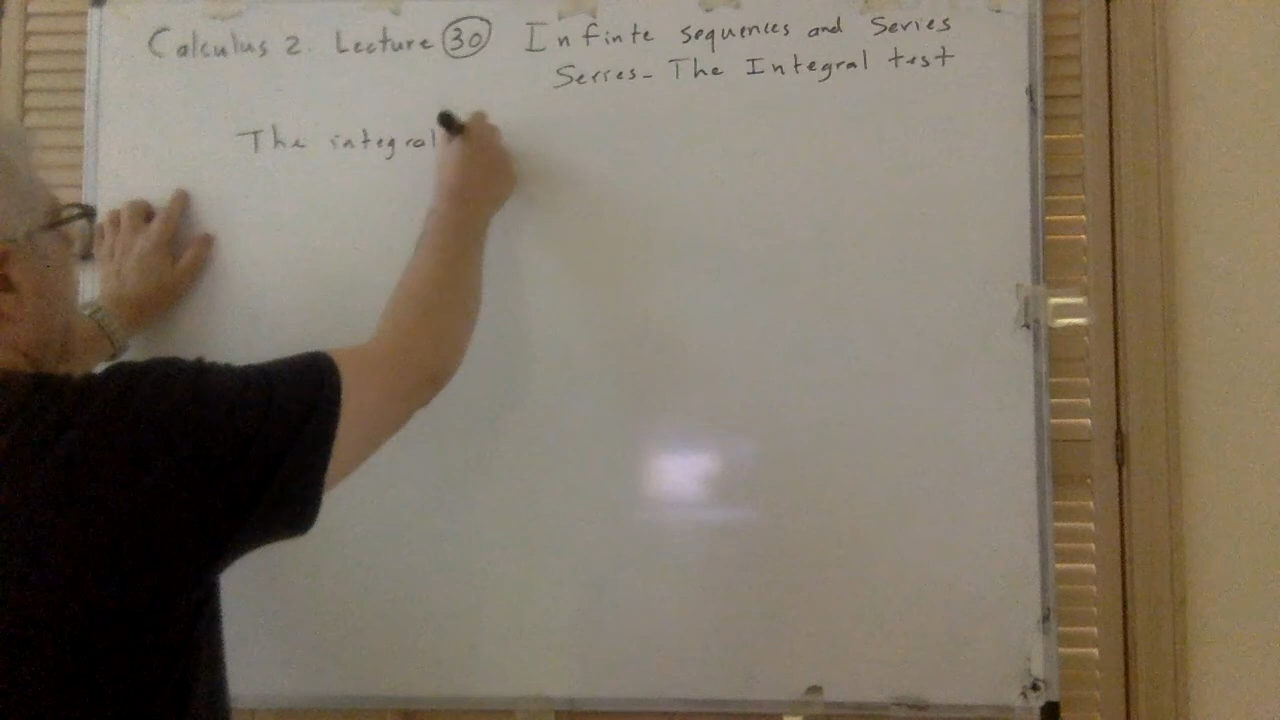 Calculus 2. Lecture 30 Infinte sequences and Series
Series- The Integral test
The integral